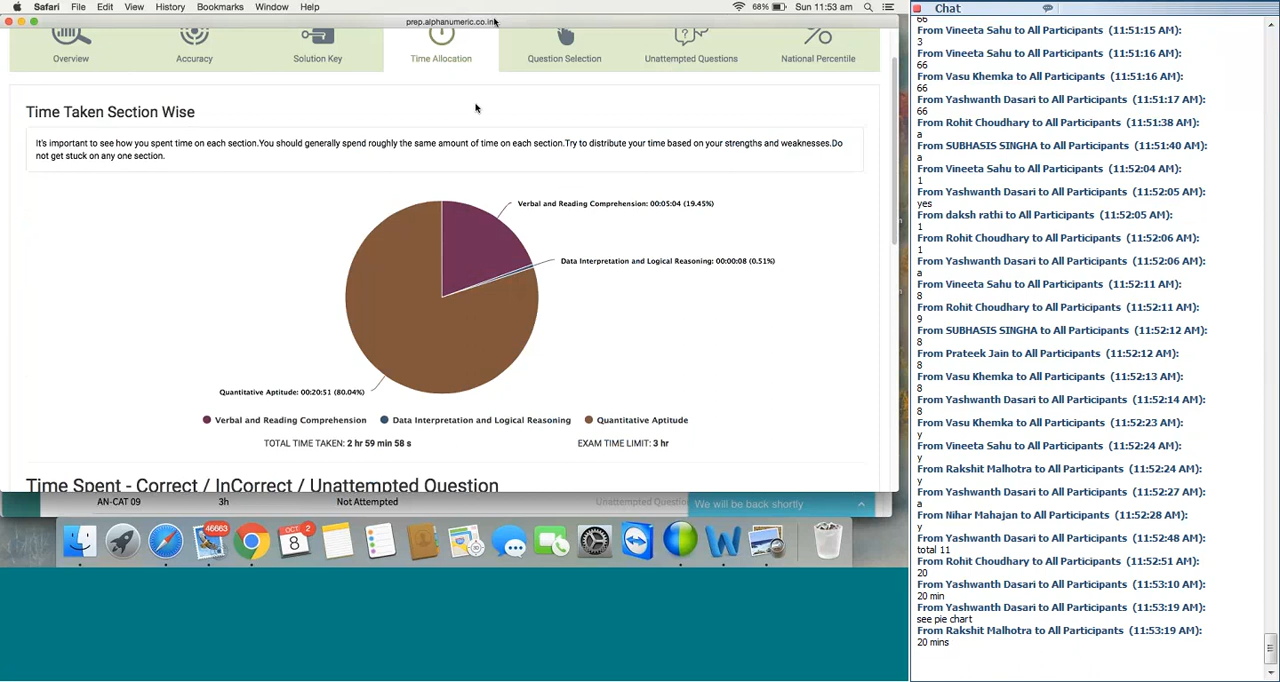 Safari File Edit View History Bookmarks Window Help
68% Sun 11:53 am
prep.alphanumeric.co.in
Overview
Accuracy
Solution Key
Time Allocation
Question Selection
Unattempted Questions
National Percentile
Time Taken Section Wise
It's important to see how you spent time on each section.You should generally spend roughly the same amount of time on each section.Try to distribute your time based on your strengths and weaknesses.Do
not get stuck on any one section.
Verbal and Reading Comprehension: 00:05:04 (19.45%)
Data Interpretation and Logical Reasoning: 00:00:08 (0.51%)
Quantitative Aptitude: 00:20:51 (80.04%)
Verbal and Reading Comprehension Data Interpretation and Logical Reasoning Quantitative Aptitude
TOTAL TIME TAKEN: 2 hr 59 min 58 s EXAM TIME LIMIT: 3 hr
Time Spent - Correct / InCorrect / Unattempted Question
AN-CAT 09 3h Not Attempted Unattempted Questio
We will be back shortly
46663
OCT 2
8
Chat
66
From Vineeta Sahu to All Participants (11:51:15 AM):
3
From Vineeta Sahu to All Participants (11:51:16 AM):
66
From Vasu Khemka to All Participants (11:51:16 AM):
66
From Yashwanth Dasari to All Participants (11:51:17 AM):
66
From Rohit Choudhary to All Participants (11:51:38 AM):
a
From SUBHASIS SINGHA to All Participants (11:51:40 AM):
a
From Vineeta Sahu to All Participants (11:52:04 AM):
1
From Yashwanth Dasari to All Participants (11:52:05 AM):
yes
From daksh rathi to All Participants (11:52:05 AM):
1
From Rohit Choudhary to All Participants (11:52:06 AM):
1
From Yashwanth Dasari to All Participants (11:52:06 AM):
a
From Vineeta Sahu to All Participants (11:52:11 AM):
8
From Rohit Choudhary to All Participants (11:52:11 AM):
9
From SUBHASIS SINGHA to All Participants (11:52:12 AM):
8
From Prateek Jain to All Participants (11:52:12 AM):
8
From Vasu Khemka to All Participants (11:52:13 AM):
8
From Yashwanth Dasari to All Participants (11:52:14 AM):
8
From Vasu Khemka to All Participants (11:52:23 AM):
y
From Vineeta Sahu to All Participants (11:52:24 AM):
y
From Rakshit Malhotra to All Participants (11:52:24 AM):
y
From Yashwanth Dasari to All Participants (11:52:27 AM):
a
From Nihar Mahajan to All Participants (11:52:28 AM):
y
From Yashwanth Dasari to All Participants (11:52:48 AM):
total 11
From Rohit Choudhary to All Participants (11:52:51 AM):
20
From Yashwanth Dasari to All Participants (11:53:10 AM):
20 min
From Yashwanth Dasari to All Participants (11:53:19 AM):
see pie chart
From Rakshit Malhotra to All Participants (11:53:19 AM):
20 mins